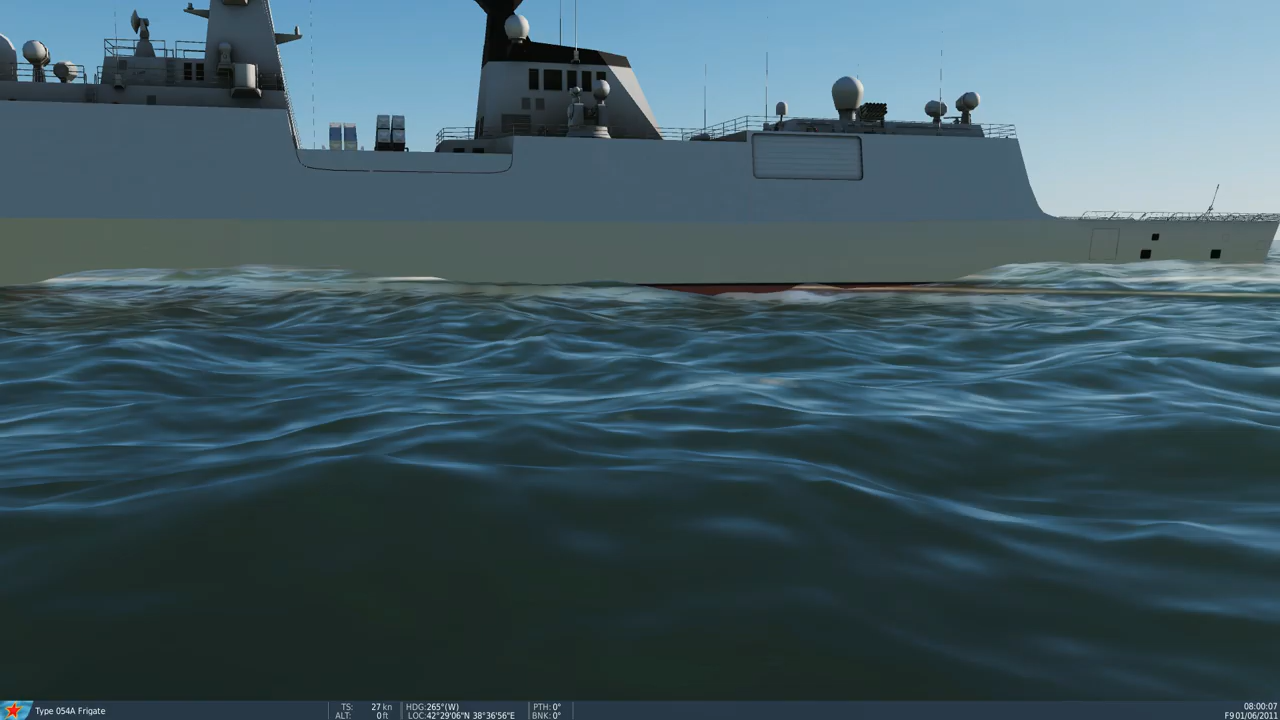 Type 054A Frigate
TS: 27 kn
ALT: 0 ft
HDG: 265°(W)
LOC: 42°29'06"N 38°36'56"E
PTH: 0°
BNK: 0°
08:00:07
F9 01/06/2011